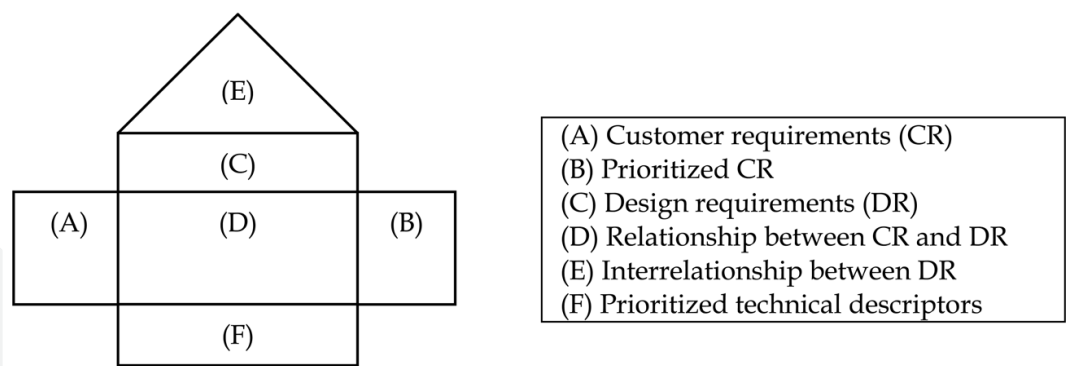 (E)
(C)
(A)
(D)
(B)
(F)
(A) Customer requirements (CR)
(B) Prioritized CR
(C) Design requirements (DR)
(D) Relationship between CR and DR
(E) Interrelationship between DR
(F) Prioritized technical descriptors